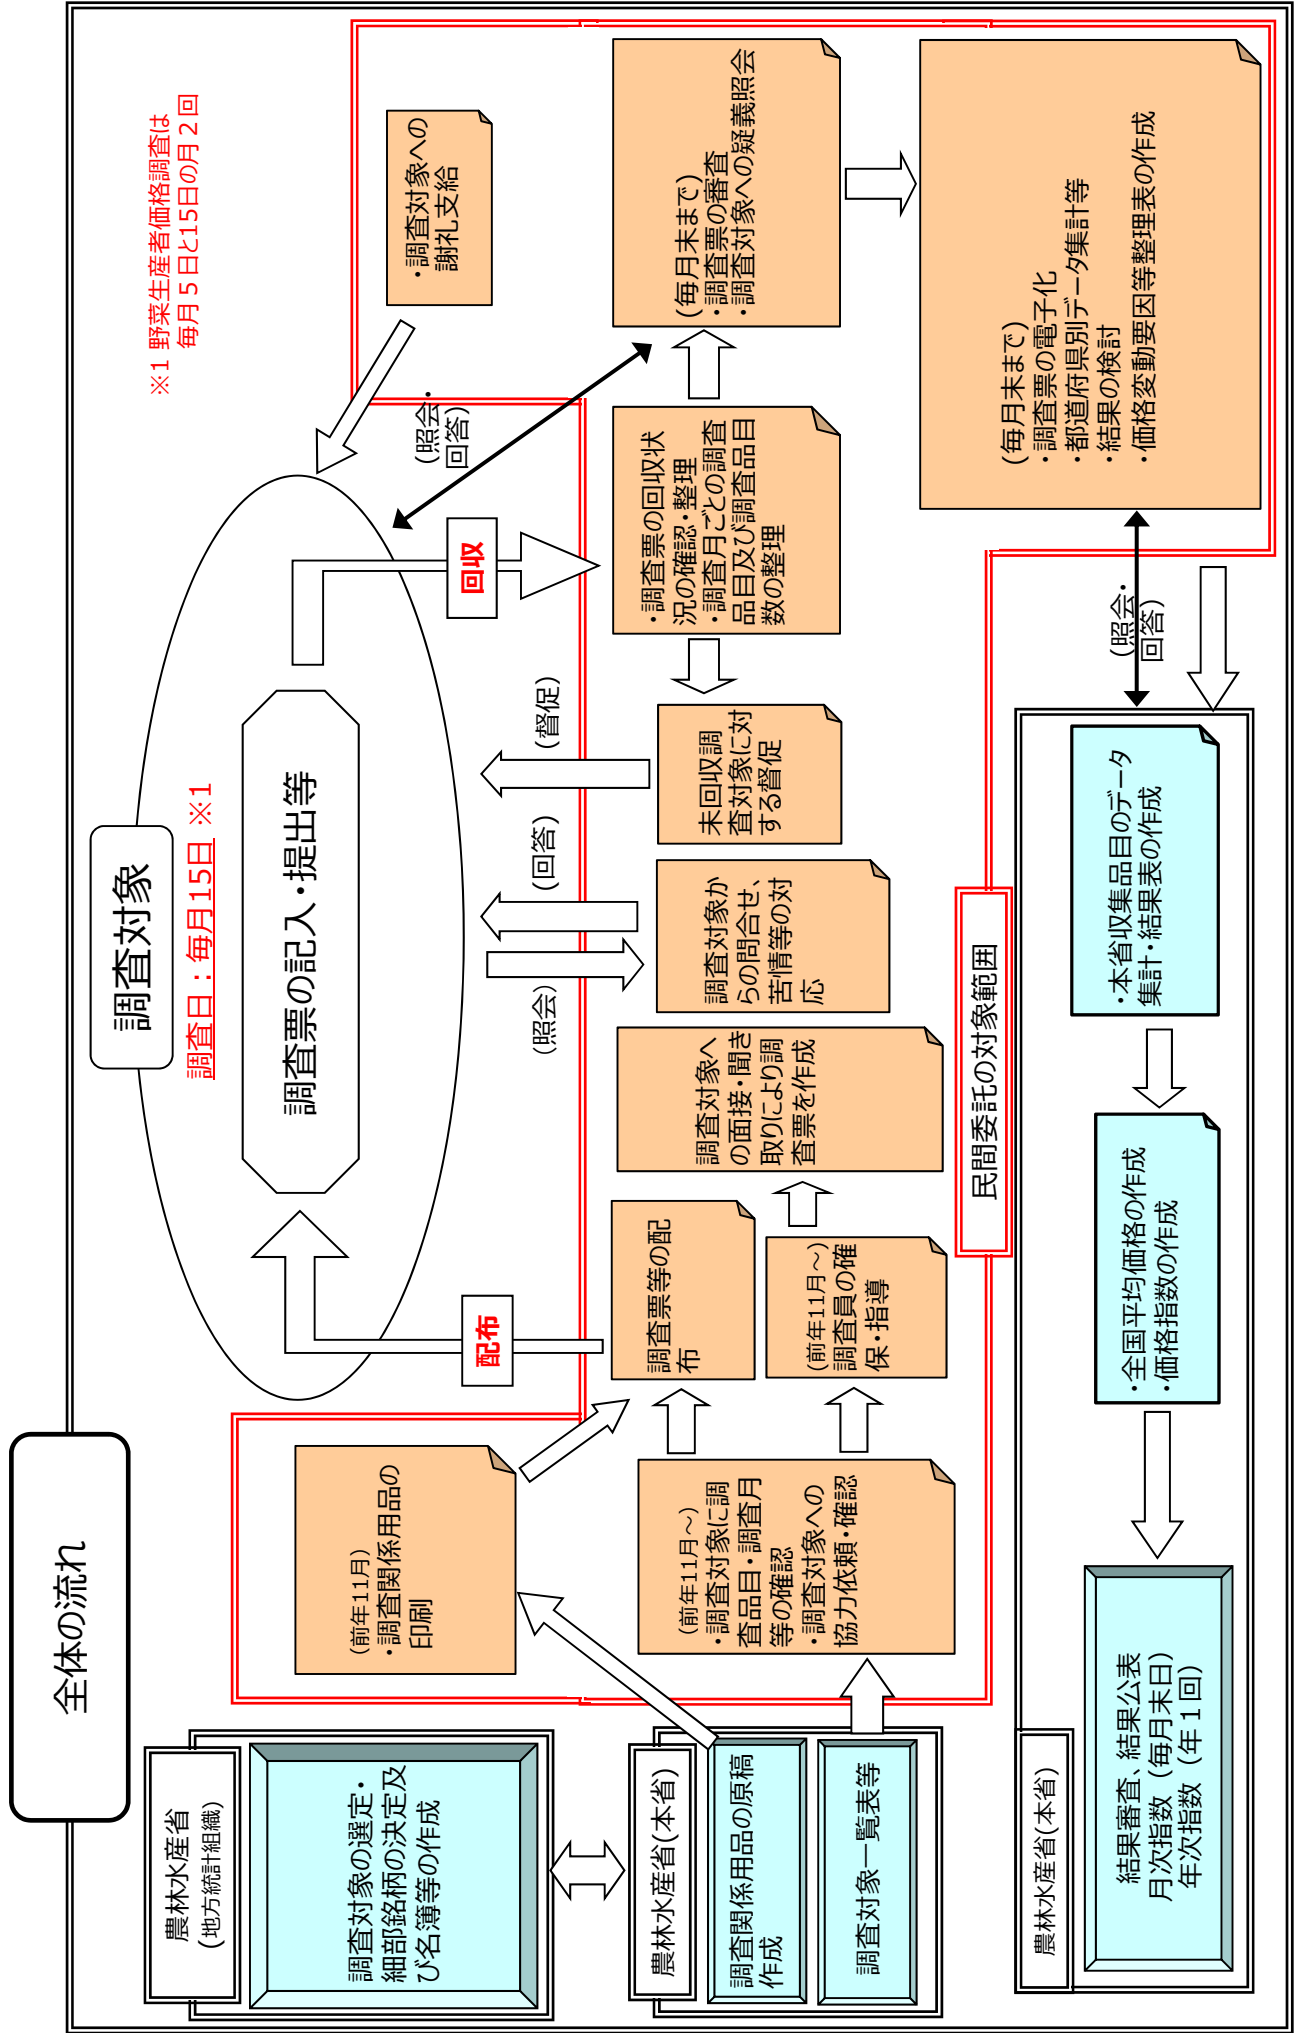 全体の流れ
※1 野菜生産者価格調査は
毎月５日と15日の月２回
農林水産省
(地方統計組織)
調査対象の選定・
細部銘柄の決定及
び名簿等の作成
農林水産省(本省)
調査関係用品の原稿
作成
調査対象一覧表等
(前年11月)
・調査関係用品の
印刷
(前年11月～)
・調査対象に調
査品目・調査月
等の確認
・調査対象への
協力依頼・確認
調査票等の配
布
(前年11月～)
調査員の確
保・指導
調査対象へ
の面接・聞き
取りにより調
査票を作成
配布
調査対象
調査日：毎月15日 ※1
調査票の記入・提出等
(照会)
(回答)
調査対象か
らの問合せ、
苦情等の対
応
(督促)
未回収調
査対象に対
する督促
回収
・調査票の回収状
況の確認・整理
・調査月ごとの調査
品目及び調査品目
数の整理
(照会・
回答)
・調査対象への
謝礼支給
(毎月末まで)
・調査票の審査
・調査対象への疑義照会
(毎月末まで)
・調査票の電子化
・都道府県別データ集計等
・結果の検討
・価格変動要因等整理表の作成
民間委託の対象範囲
(照会・
回答)
農林水産省(本省)
・本省収集品目のデータ
集計・結果表の作成
・全国平均価格の作成
・価格指数の作成
結果審査、結果公表
月次指数（毎月末日）
年次指数（年１回）